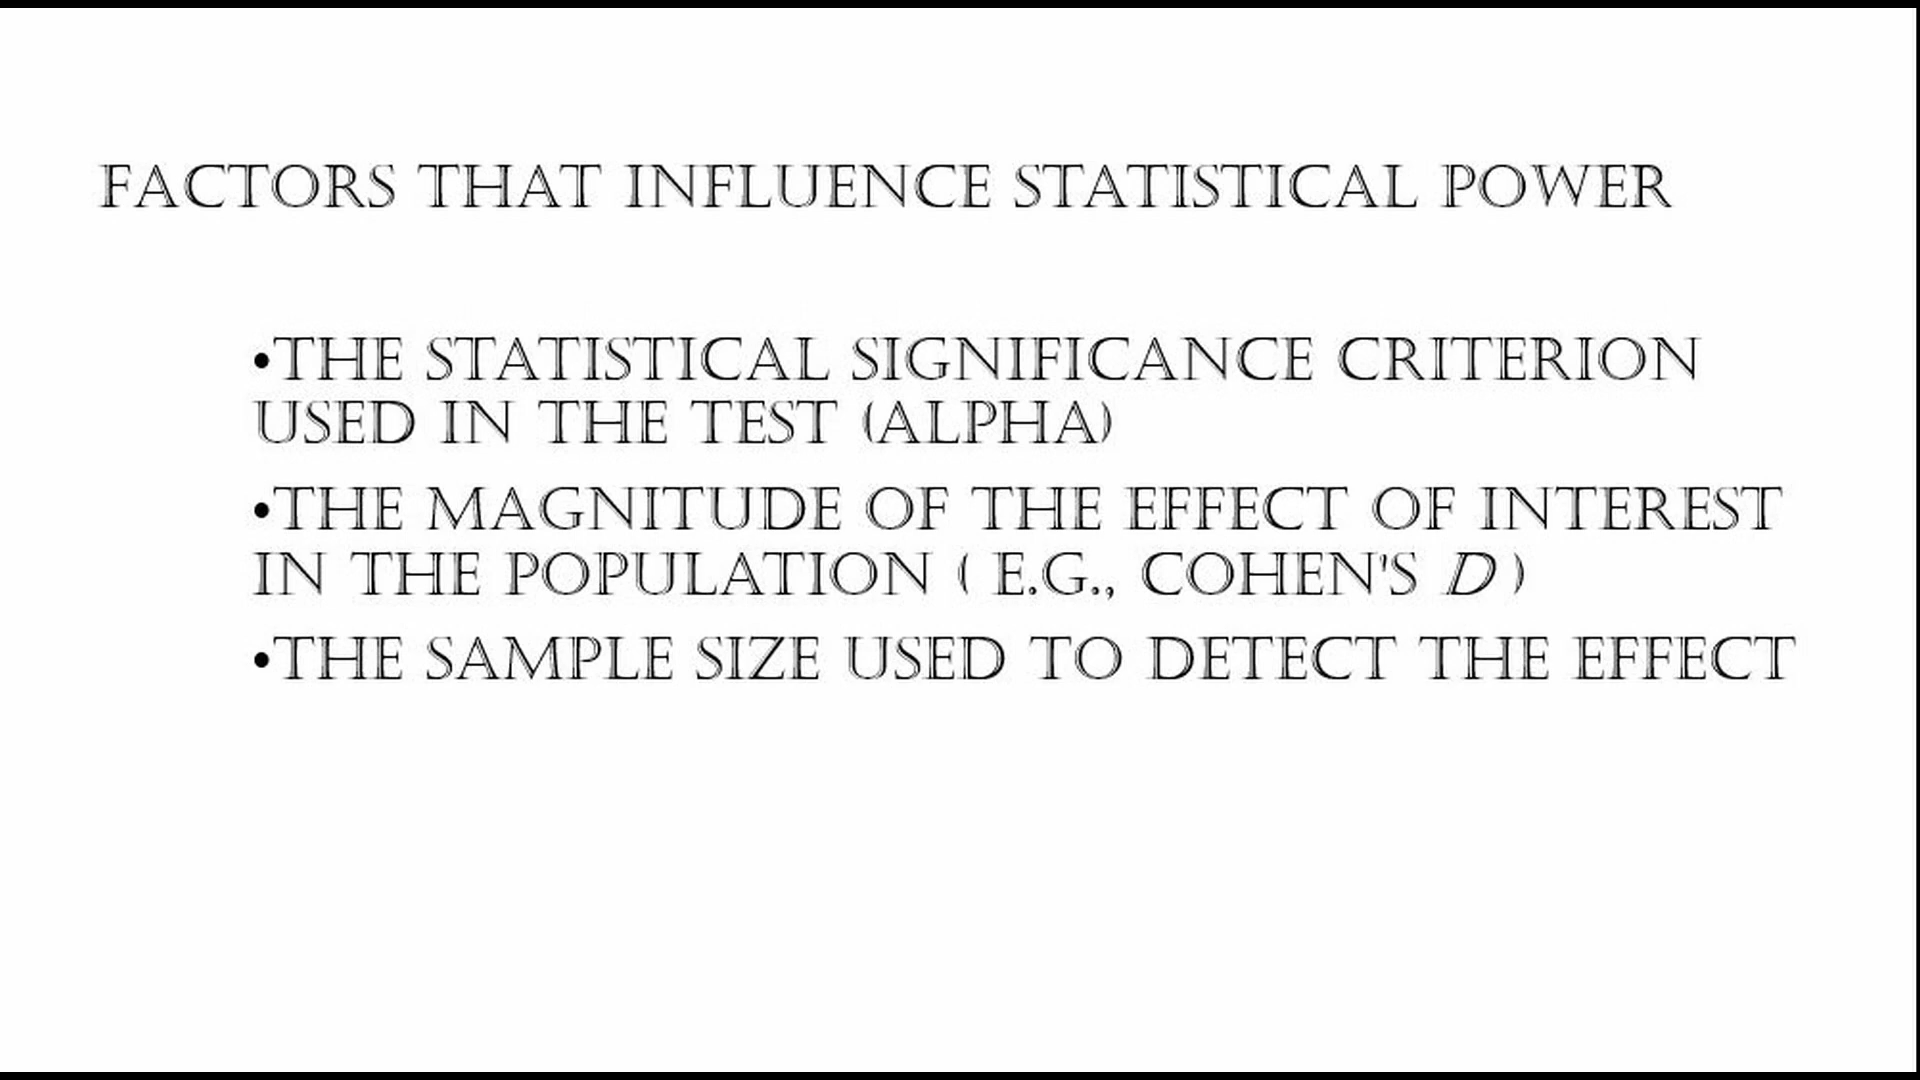 FACTORS THAT INFLUENCE STATISTICAL POWER
•THE STATISTICAL SIGNIFICANCE CRITERION
USED IN THE TEST (ALPHA)
•THE MAGNITUDE OF THE EFFECT OF INTEREST
IN THE POPULATION ( E.G., COHEN'S D )
•THE SAMPLE SIZE USED TO DETECT THE EFFECT